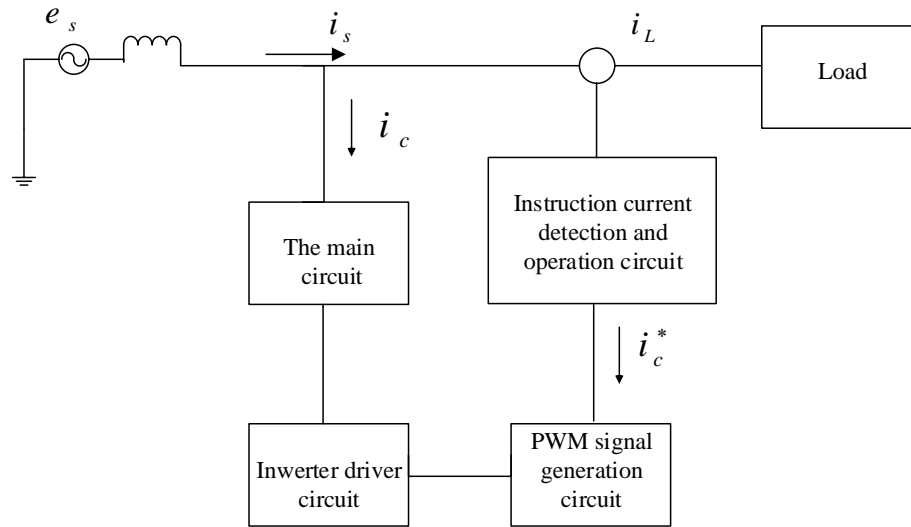 e_s
i_s
i_L
Load
i_c
Instruction current
detection and
operation circuit
The main
circuit
i_c^*
PWM signal
generation
circuit
Inwerter driver
circuit